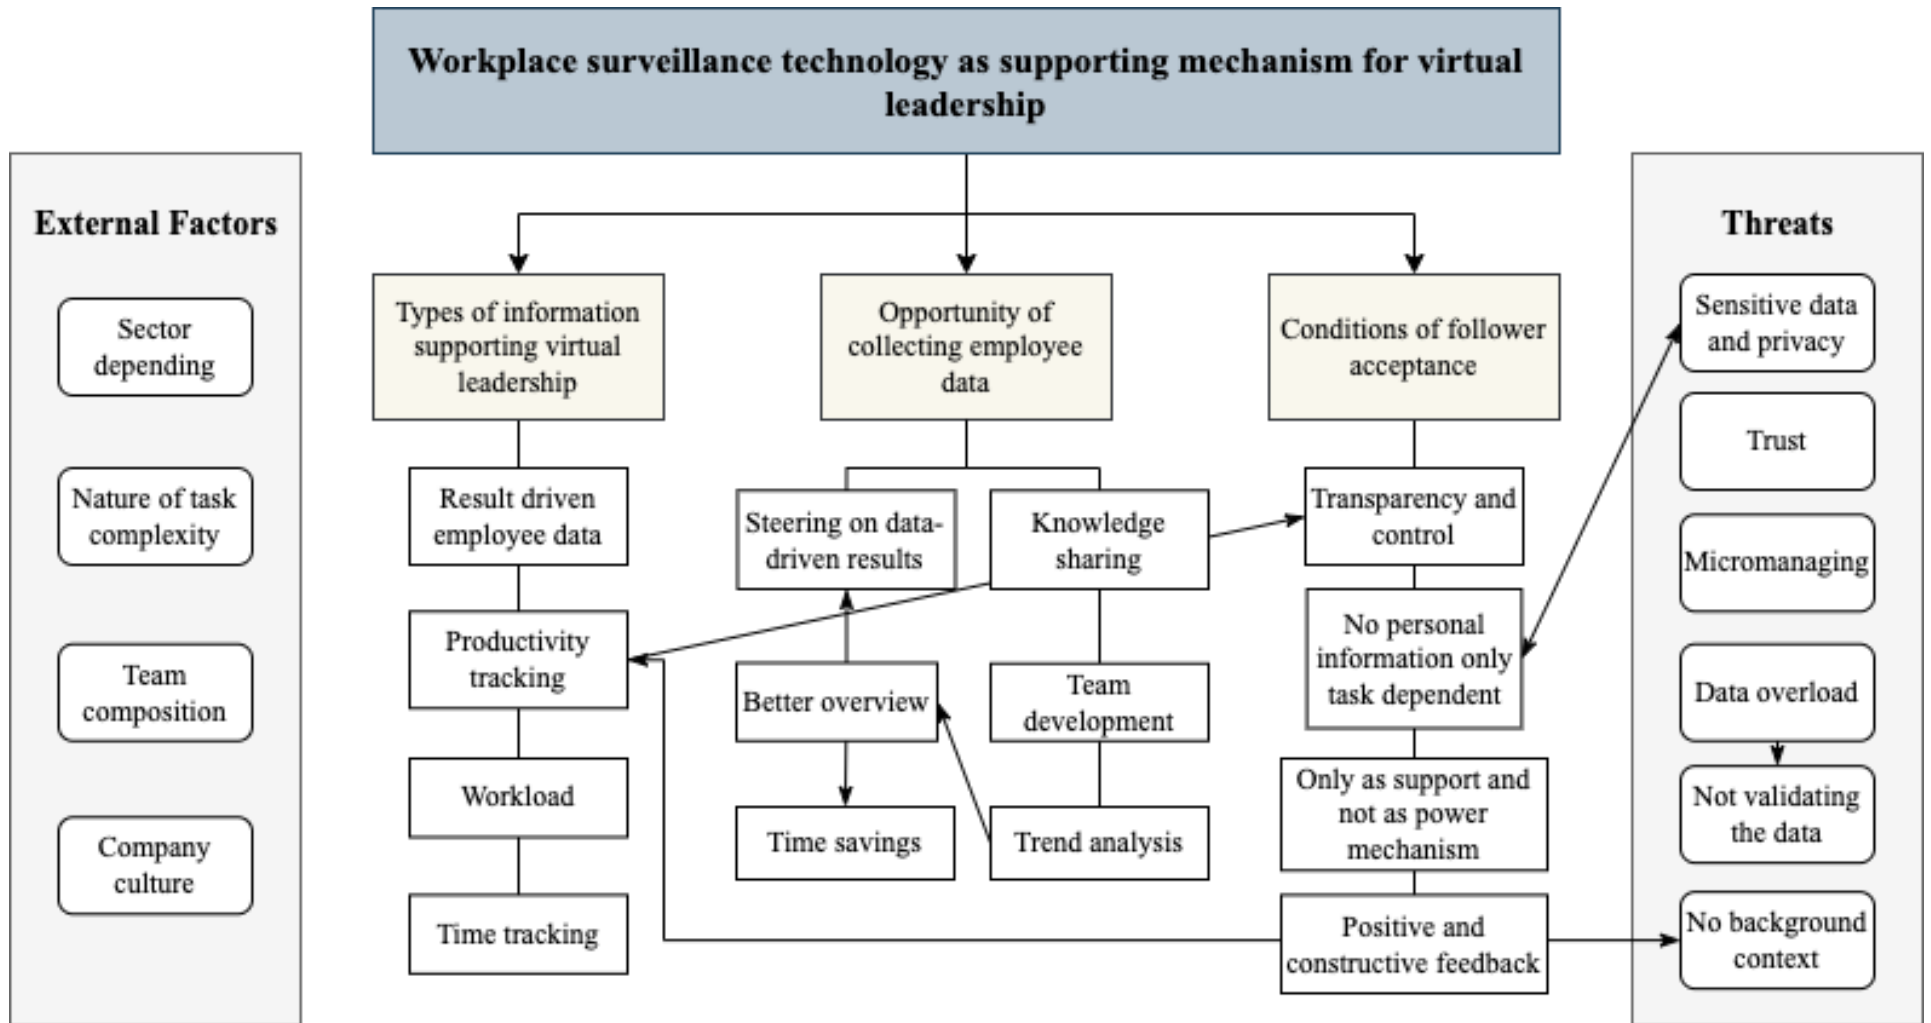 Workplace surveillance technology as supporting mechanism for virtual
leadership
External Factors
Sector
depending
Nature of task
complexity
Team
composition
Company
culture
Types of information
supporting virtual
leadership
Result driven
employee data
Productivity
tracking
Workload
Time tracking
Opportunity of
collecting employee
data
Steering on data-
driven results
Better overview
Time savings
Knowledge
sharing
Team
development
Trend analysis
Conditions of follower
acceptance
Transparency and
control
No personal
information only
task dependent
Only as support and
not as power
mechanism
Positive and
constructive feedback
Threats
Sensitive data
and privacy
Trust
Micromanaging
Data overload
Not validating
the data
No background
context